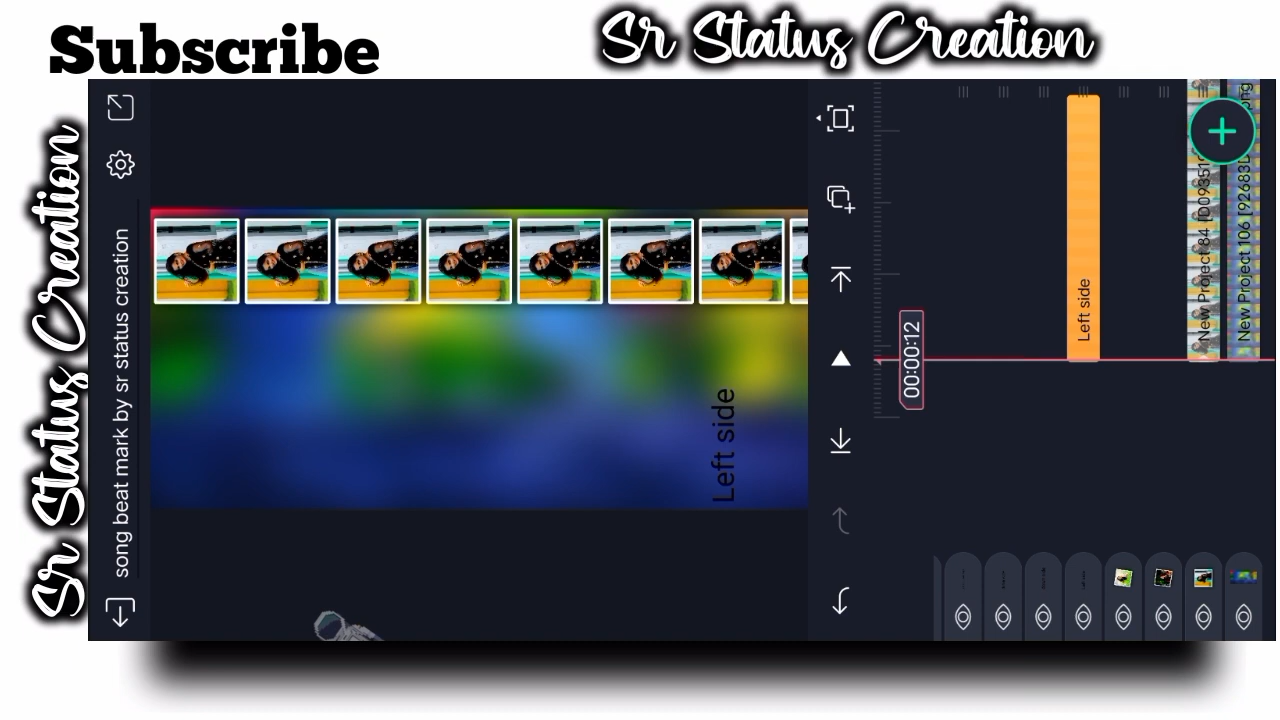 Subscribe
Sr Status Creation
Sr Status Creation
song beat mark by sr status creation
Left side
00:00:12
Left side
New Project 84
New Project 106